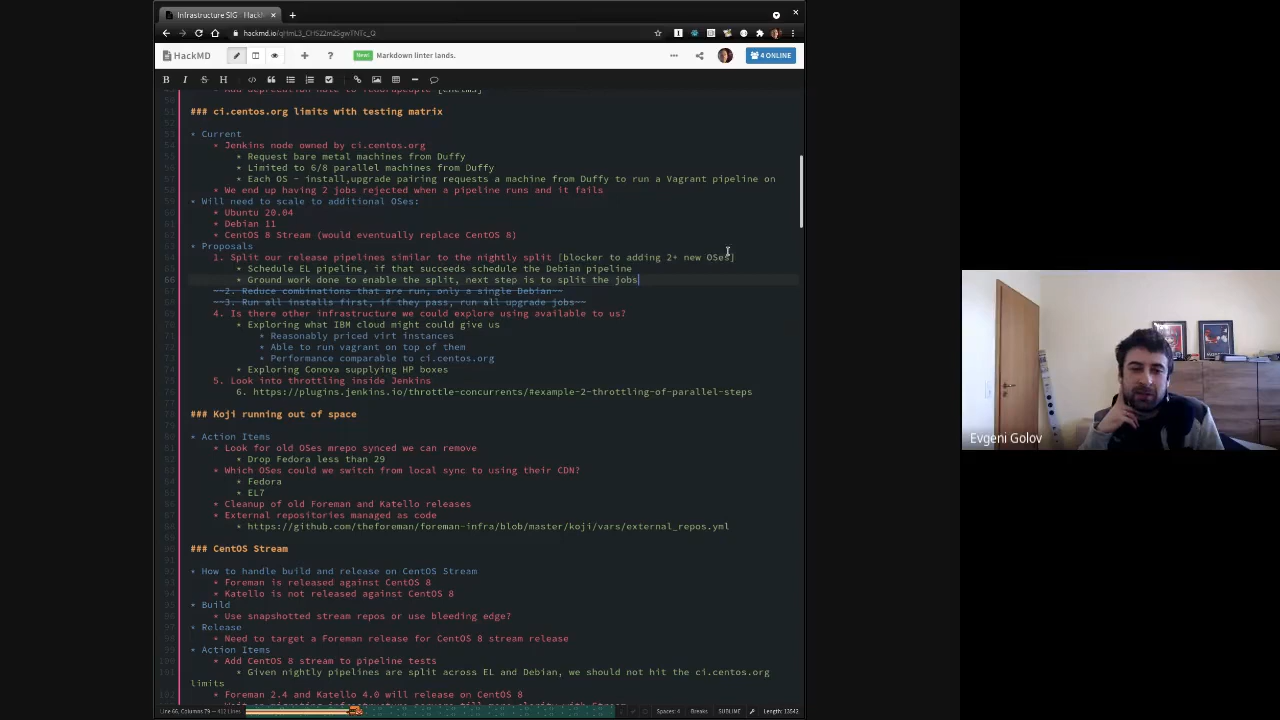 Infrastructure SIG - HackM
hackmd.io
HackMD
New!
Markdown linter lands.
4 ONLINE
### ci.centos.org limits with testing matrix
* Current
* Jenkins node owned by ci.centos.org
* Request bare metal machines from Duffy
* Limited to 6/8 parallel machines from Duffy
* Each OS - install,upgrade pairing requests a machine from Duffy to run a Vagrant pipeline on
* We end up having 2 jobs rejected when a pipeline runs and it fails
* Will need to scale to additional OSes:
* Ubuntu 20.04
* Debian 11
* CentOS 8 Stream (would eventually replace CentOS 8)
* Proposals
1. Split our release pipelines similar to the nightly split [blocker to adding 2+ new OSes]
* Schedule EL pipeline, if that succeeds schedule the Debian pipeline
* Ground work done to enable the split, next step is to split the jobs
~~2. Reduce combinations that are run, only a single Debian~~
~~3. Run all installs first, if they pass, run all upgrade jobs~~
4. Is there other infrastructure we could explore using available to us?
* Exploring what IBM cloud might could give us
* Reasonably priced virt instances
* Able to run vagrant on top of them
* Performance comparable to ci.centos.org
* Exploring Conova supplying HP boxes
5. Look into throttling inside Jenkins
6. https://plugins.jenkins.io/throttle-concurrents/#example-2-throttling-of-parallel-steps
### Koji running out of space
* Action Items
* Look for old OSes mrepo synced we can remove
* Drop Fedora less than 29
* Which OSes could we switch from local sync to using their CDN?
* Fedora
* EL7
* Cleanup of old Foreman and Katello releases
* External repositories managed as code
* https://github.com/theforeman/foreman-infra/blob/master/koji/vars/external_repos.yml
### CentOS Stream
* How to handle build and release on CentOS Stream
* Foreman is released against CentOS 8
* Katello is not released against CentOS 8
* Build
* Use snapshotted stream repos or use bleeding edge?
* Release
* Need to target a Foreman release for CentOS 8 stream release
* Action Items
* Add CentOS 8 stream to pipeline tests
* Given nightly pipelines are split across EL and Debian, we should not hit the ci.centos.org
limits
* Foreman 2.4 and Katello 4.0 will release on CentOS 8
Line 66, Columns 79 — 412 Lines
Spaces: 4
Breaks
SUBLIME
Length: 13542
Evgeni Golov